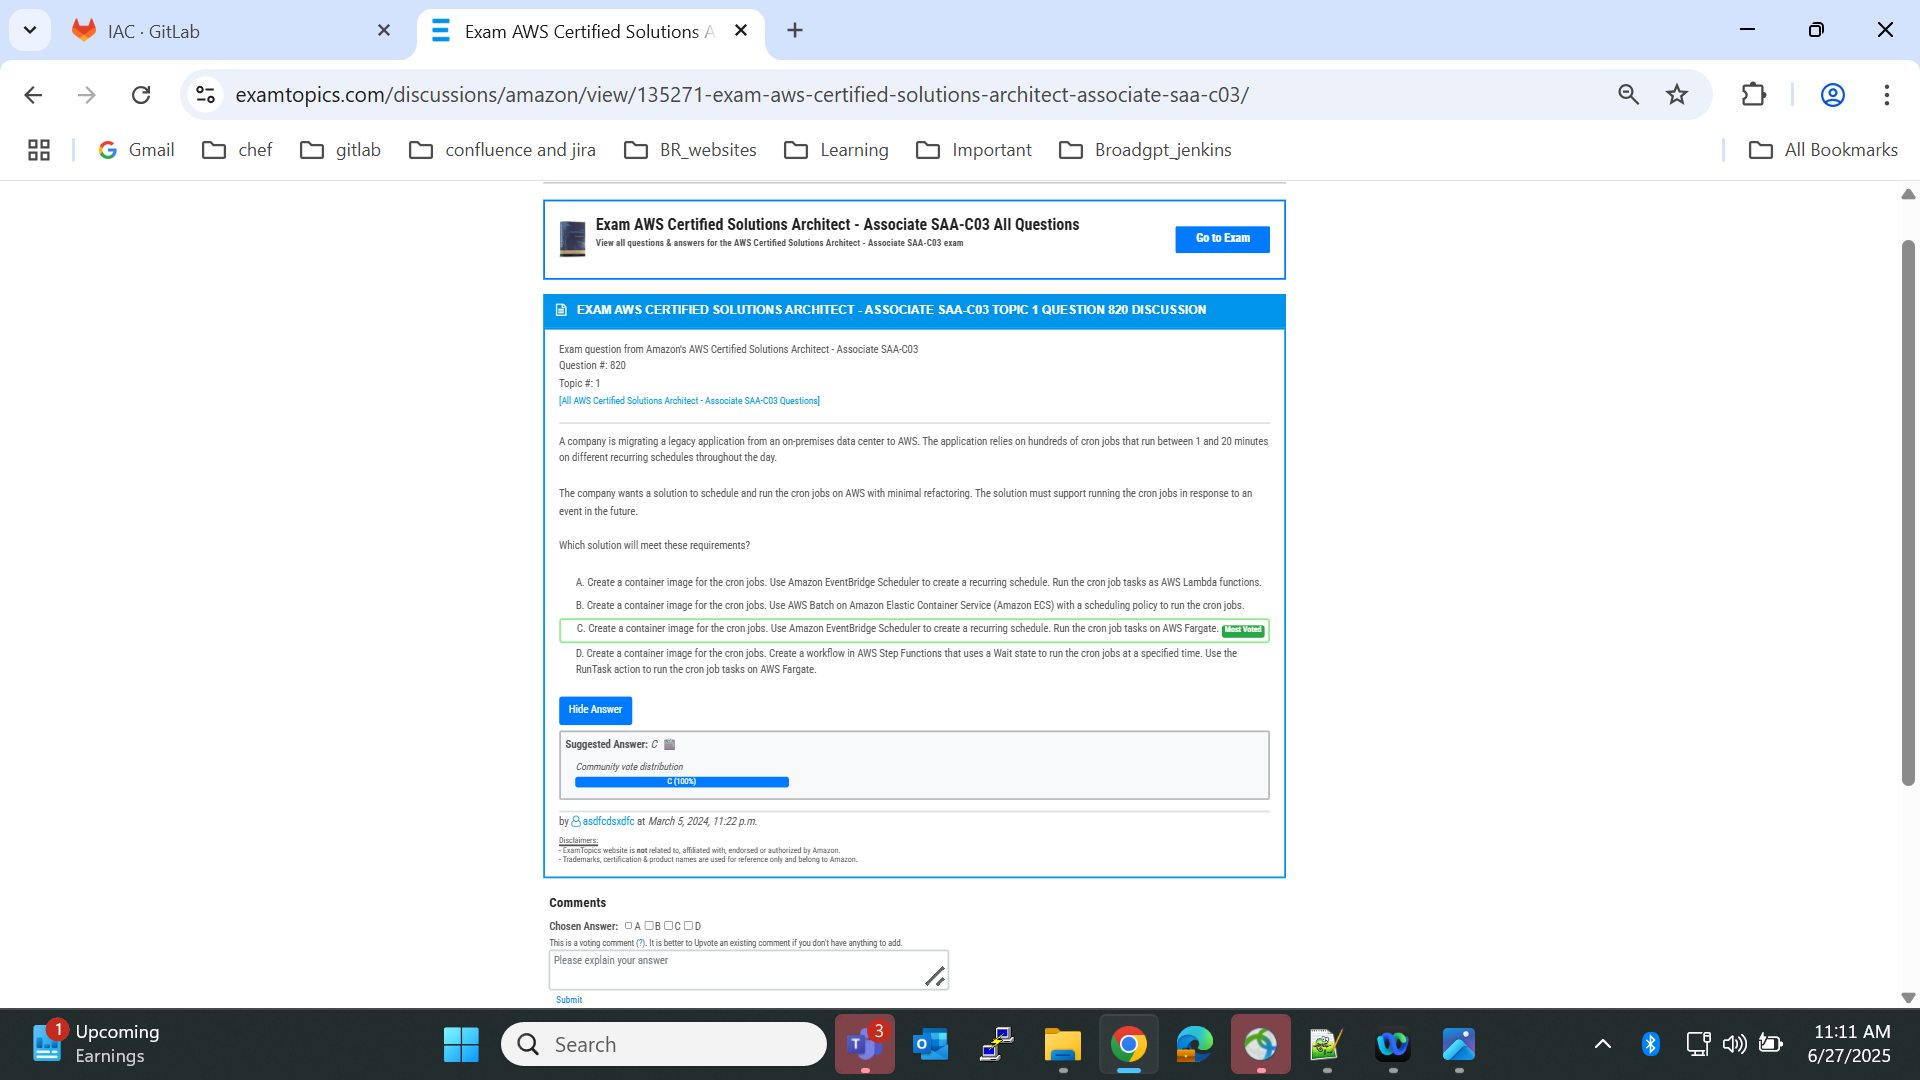 IAC · GitLab
Exam AWS Certified Solutions A
examtopics.com/discussions/amazon/view/135271-exam-aws-certified-solutions-architect-associate-saa-c03/
Gmail
chef
gitlab
confluence and jira
BR_websites
Learning
Important
Broadgpt_jenkins
All Bookmarks
Exam AWS Certified Solutions Architect - Associate SAA-C03 All Questions
View all questions & answers for the AWS Certified Solutions Architect - Associate SAA-C03 exam
Go to Exam
EXAM AWS CERTIFIED SOLUTIONS ARCHITECT - ASSOCIATE SAA-C03 TOPIC 1 QUESTION 820 DISCUSSION
Exam question from Amazon's AWS Certified Solutions Architect - Associate SAA-C03
Question #: 820
Topic #: 1
[All AWS Certified Solutions Architect - Associate SAA-C03 Questions]
A company is migrating a legacy application from an on-premises data center to AWS. The application relies on hundreds of cron jobs that run between 1 and 20 minutes
on different recurring schedules throughout the day.
The company wants a solution to schedule and run the cron jobs on AWS with minimal refactoring. The solution must support running the cron jobs in response to an
event in the future.
Which solution will meet these requirements?
A. Create a container image for the cron jobs. Use Amazon EventBridge Scheduler to create a recurring schedule. Run the cron job tasks as AWS Lambda functions.
B. Create a container image for the cron jobs. Use AWS Batch on Amazon Elastic Container Service (Amazon ECS) with a scheduling policy to run the cron jobs.
C. Create a container image for the cron jobs. Use Amazon EventBridge Scheduler to create a recurring schedule. Run the cron job tasks on AWS Fargate. Most Voted
D. Create a container image for the cron jobs. Create a workflow in AWS Step Functions that uses a Wait state to run the cron jobs at a specified time. Use the
RunTask action to run the cron job tasks on AWS Fargate.
Hide Answer
Suggested Answer: C
Community vote distribution
C (100%)
by asdfcdsxdfc at March 5, 2024, 11:22 p.m.
Disclaimers:
- ExamTopics website is not related to, affiliated with, endorsed or authorized by Amazon.
- Trademarks, certification & product names are used for reference only and belong to Amazon.
Comments
Chosen Answer: A B C D
This is a voting comment (?). It is better to Upvote an existing comment if you don't have anything to add.
Please explain your answer
Submit
1
Upcoming
Earnings
Search
3
11:11 AM
6/27/2025